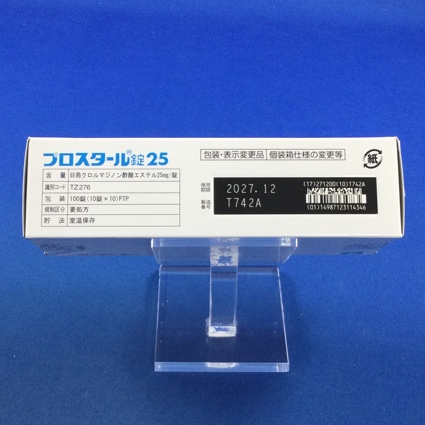 プロスタール®錠25
含 量 日局クロルマジノン酢酸エステル25mg/錠
識別コード TZ276
包 装 100錠(10錠×10)PTP
規制区分 要処方
貯 法 室温保存
包装・表示変更品 個装箱仕様の変更等
紙
使用期限 2027.12
製造番号 T742A
(17)271200(10)T742A
(01)14987123114346